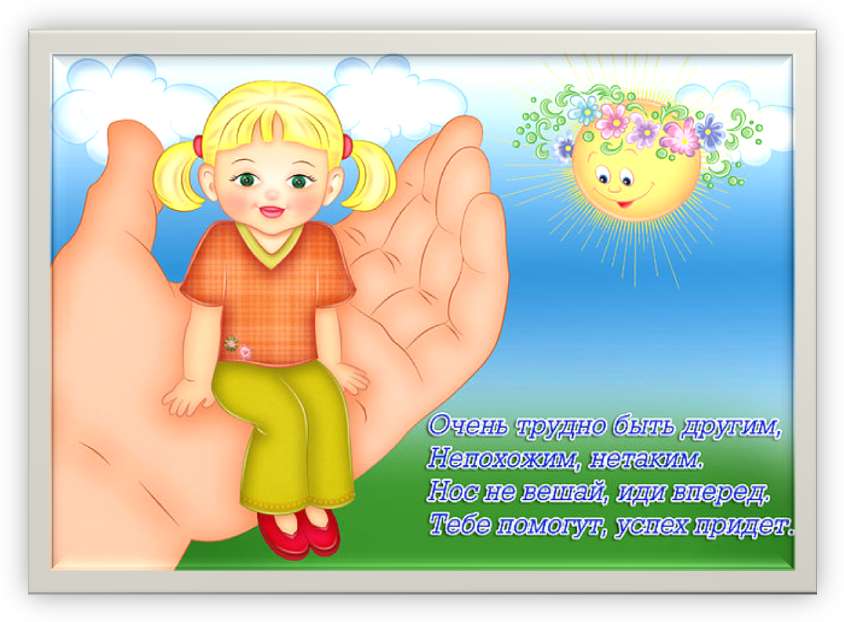 Очень трудно быть другим,
Непохожим, нетаким.
Нос не вешай, иди вперед.
Тебе помогут, успех придет.